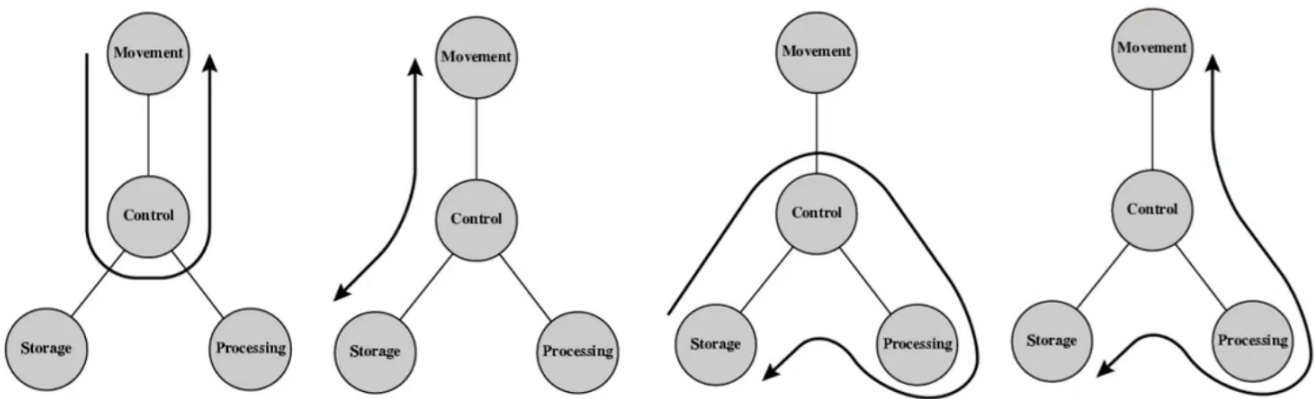 Movement
Control
Storage
Processing
Movement
Control
Storage
Processing
Movement
Control
Storage
Processing
Movement
Control
Storage
Processing